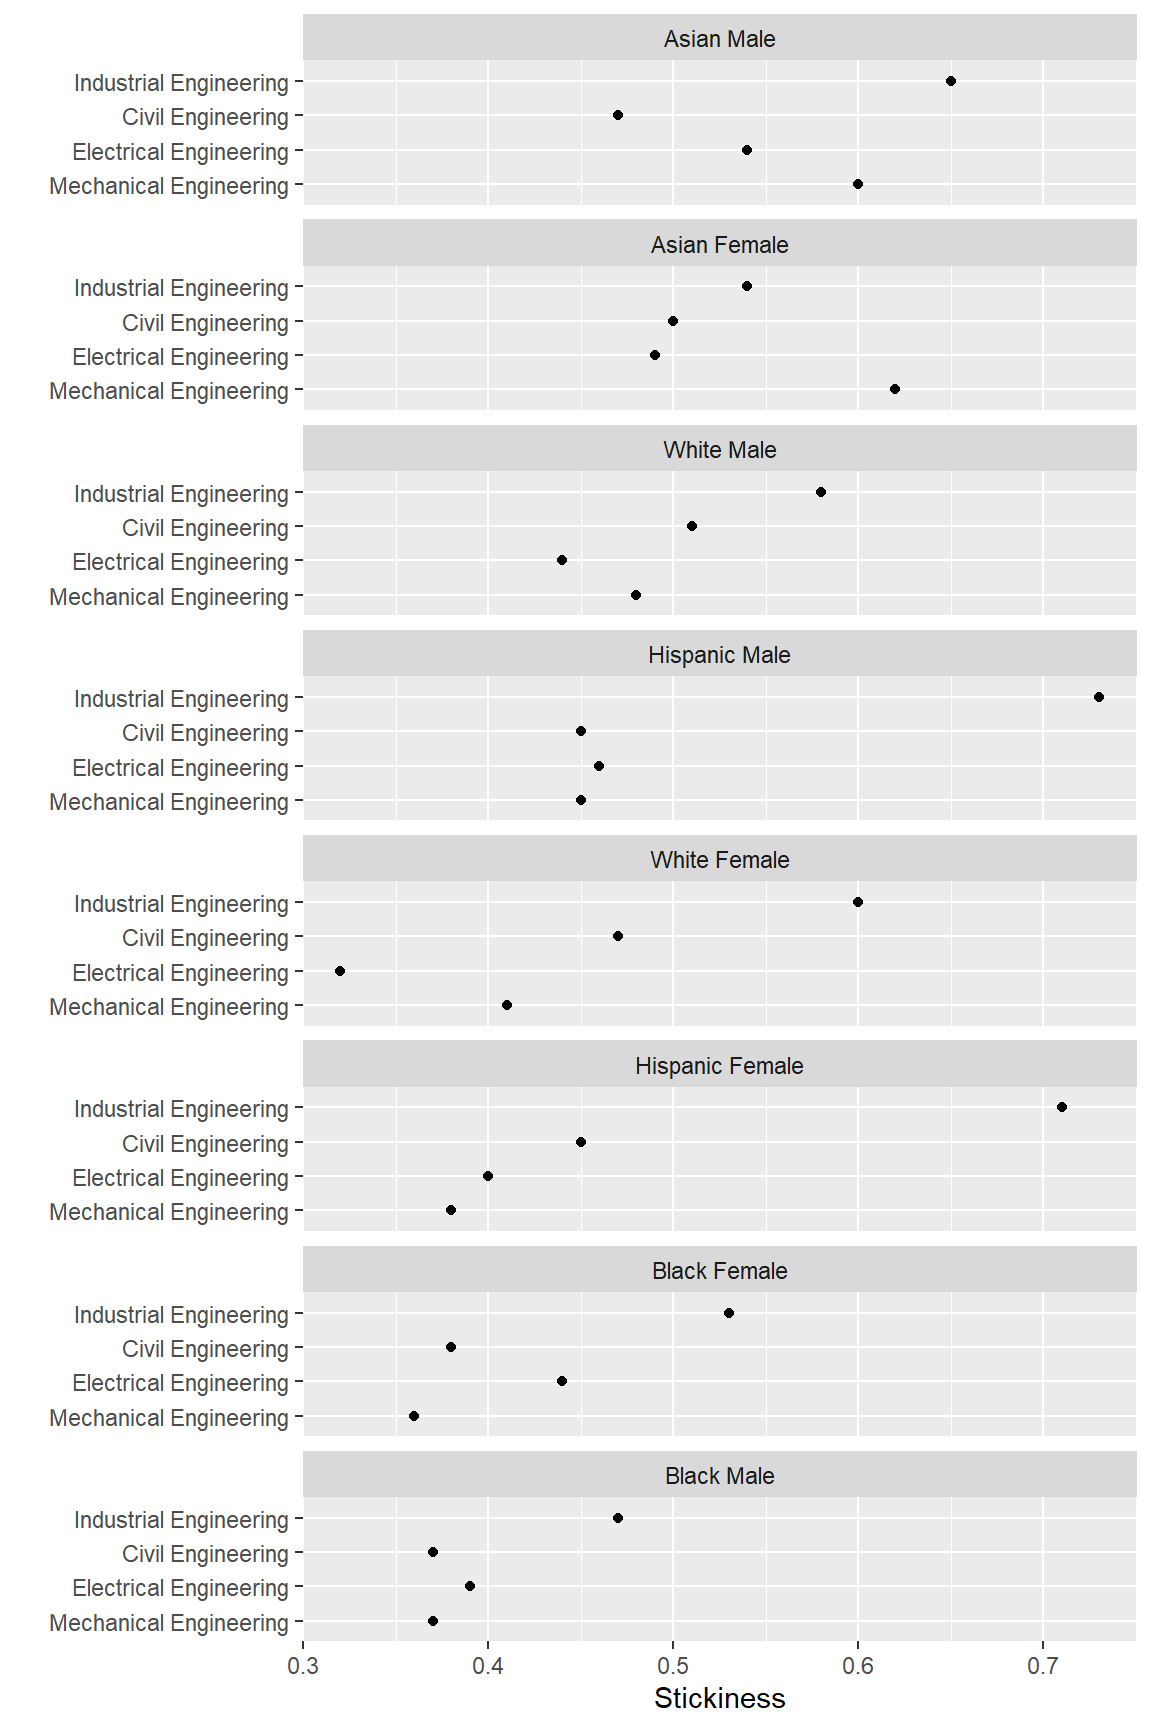 Asian Male
Industrial Engineering
Civil Engineering
Electrical Engineering
Mechanical Engineering
Asian Female
Industrial Engineering
Civil Engineering
Electrical Engineering
Mechanical Engineering
White Male
Industrial Engineering
Civil Engineering
Electrical Engineering
Mechanical Engineering
Hispanic Male
Industrial Engineering
Civil Engineering
Electrical Engineering
Mechanical Engineering
White Female
Industrial Engineering
Civil Engineering
Electrical Engineering
Mechanical Engineering
Hispanic Female
Industrial Engineering
Civil Engineering
Electrical Engineering
Mechanical Engineering
Black Female
Industrial Engineering
Civil Engineering
Electrical Engineering
Mechanical Engineering
Black Male
Industrial Engineering
Civil Engineering
Electrical Engineering
Mechanical Engineering
0.3 0.4 0.5 0.6 0.7
Stickiness